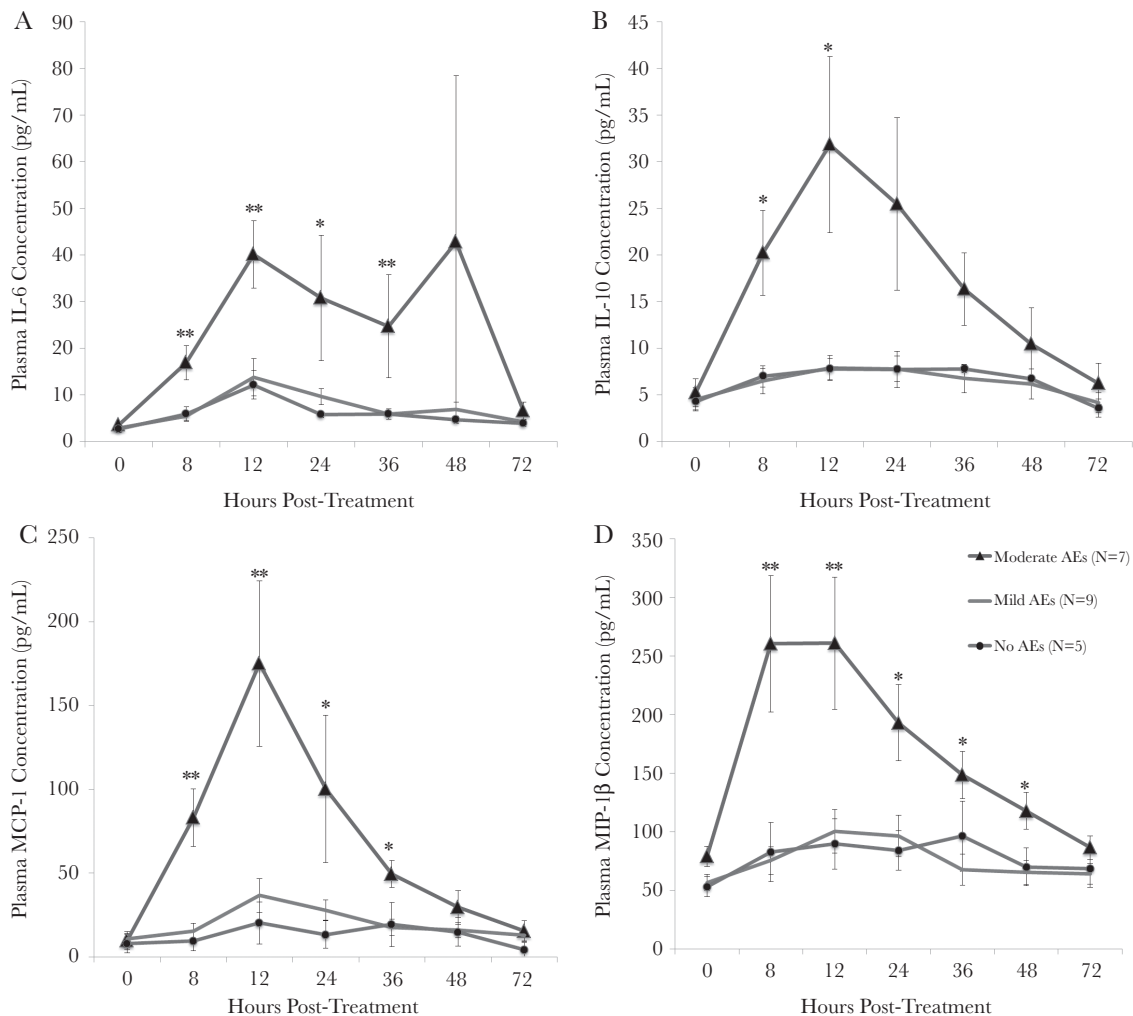 A
Plasma IL-6 Concentration (pg/mL)
90
80
70
60
50
40
30
20
10
0
**
**
*
**
0 8 12 24 36 48 72
Hours Post-Treatment
B
Plasma IL-10 Concentration (pg/mL)
45
40
35
30
25
20
15
10
5
0
*
*
0 8 12 24 36 48 72
Hours Post-Treatment
C
Plasma MCP-1 Concentration (pg/mL)
250
200
150
100
50
0
**
**
*
*
0 8 12 24 36 48 72
Hours Post-Treatment
D
Plasma MIP-1β Concentration (pg/mL)
350
300
250
200
150
100
50
0
**
**
*
*
*
0 8 12 24 36 48 72
Hours Post-Treatment
Moderate AEs (N=7)
Mild AEs (N=9)
No AEs (N=5)